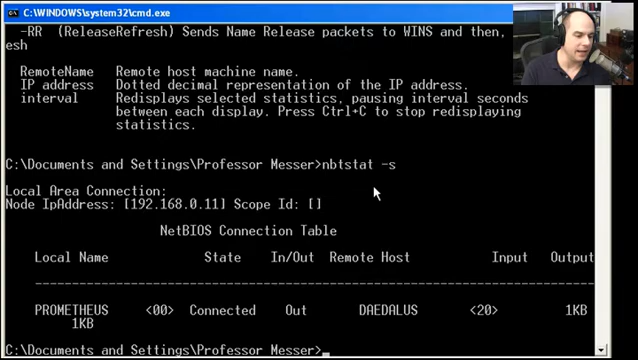 C:\WINDOWS\system32\cmd.exe
-RR (ReleaseRefresh) Sends Name Release packets to WINS and then,
esh
RemoteName Remote host machine name.
IP address Dotted decimal representation of the IP address.
interval Redisplays selected statistics, pausing interval seconds
between each display. Press Ctrl+C to stop redisplaying
statistics.
C:\Documents and Settings\Professor Messer>nbtstat -s
Local Area Connection:
Node IpAddress: [192.168.0.11] Scope Id: []
NetBIOS Connection Table
Local Name State In/Out Remote Host Input Output
----------------------------------------------------------------------------
PROMETHEUS <00> Connected Out DAEDALUS <20> 1KB
1KB
C:\Documents and Settings\Professor Messer>_